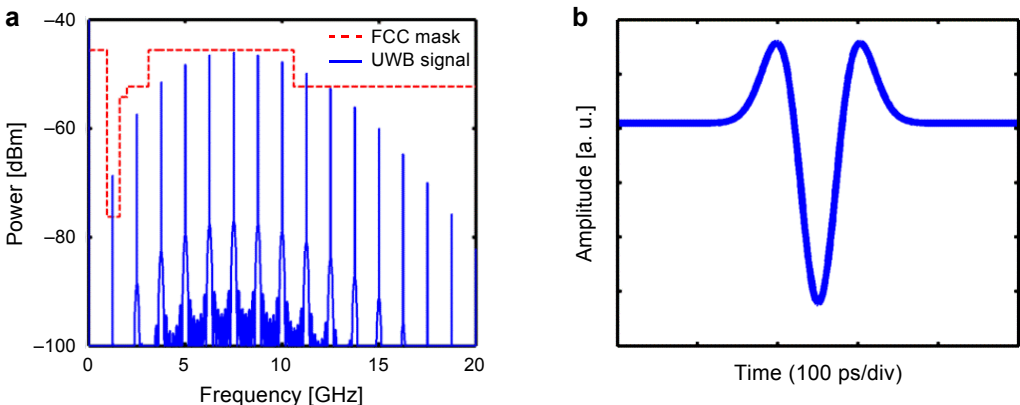 a
−40
−60
−80
−100
Power [dBm]
FCC mask
UWB signal
0
5
10
15
20
Frequency [GHz]
b
Amplitude [a. u.]
Time (100 ps/div)